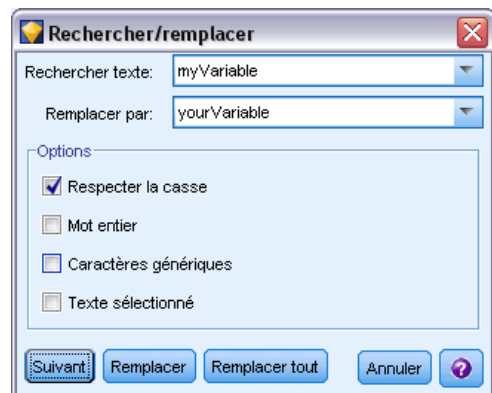 Rechercher/remplacer
Rechercher texte: myVariable
Remplacer par: yourVariable
Options
Respecter la casse
Mot entier
Caractères génériques
Texte sélectionné
Suivant Remplacer Remplacer tout Annuler ?